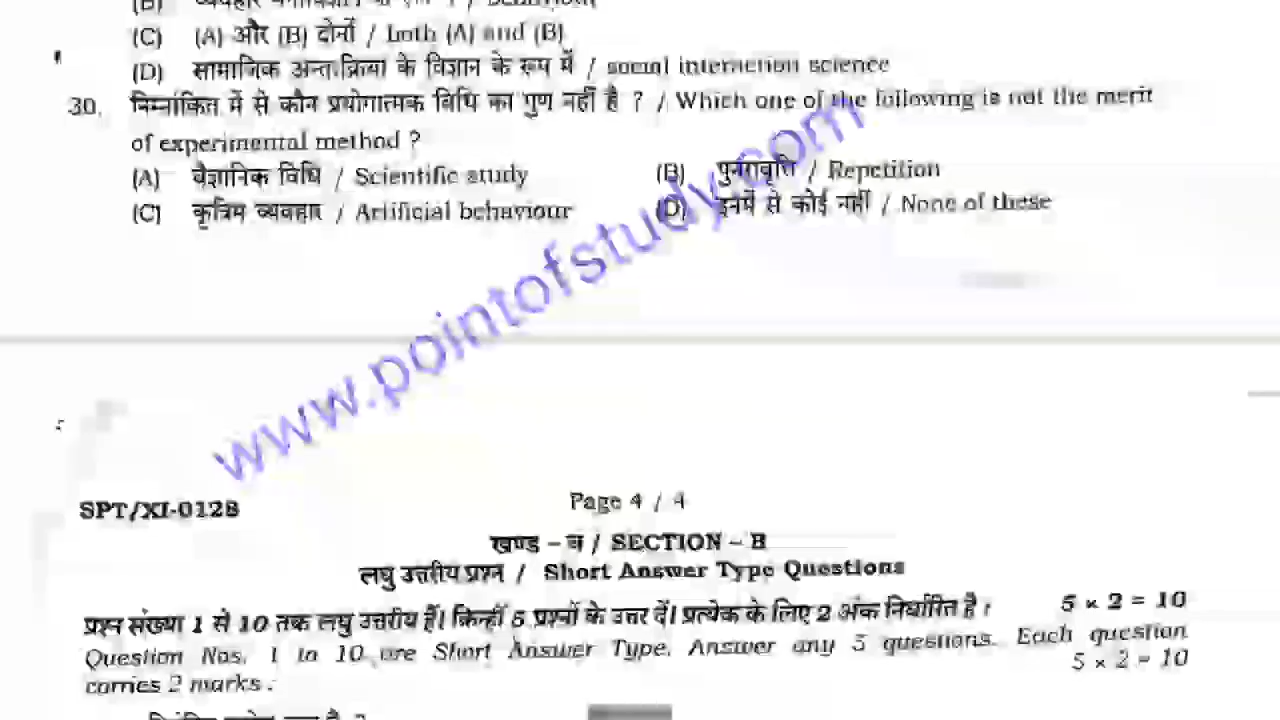 (B) / behaviour
(C) (A) और (B) दोनों / both (A) and (B)
(D) सामाजिक अन्तःक्रिया के विज्ञान के रूप में / social interaction science
30. निम्नांकित में से कौन प्रयोगात्मक विधि का गुण नहीं है ? / Which one of the following is not the merit
of experimental method ?
(A) वैज्ञानिक विधि / Scientific study (B) पुनरावृत्ति / Repetition
(C) कृत्रिम व्यवहार / Artificial behaviour (D) इनमें से कोई नहीं / None of these
www.pointofstudy.com
SPT/XI-0128 Page 4 / 4
खण्ड – ब / SECTION – B
लघु उत्तरीय प्रश्न / Short Answer Type Questions
प्रश्न संख्या 1 से 10 तक लघु उत्तरीय हैं। किन्हीं 5 प्रश्नों के उत्तर दें। प्रत्येक के लिए 2 अंक निर्धारित है। 5 × 2 = 10
Question Nos. 1 to 10 are Short Answer Type. Answer any 5 questions. Each question
carries 2 marks : 5 × 2 = 10